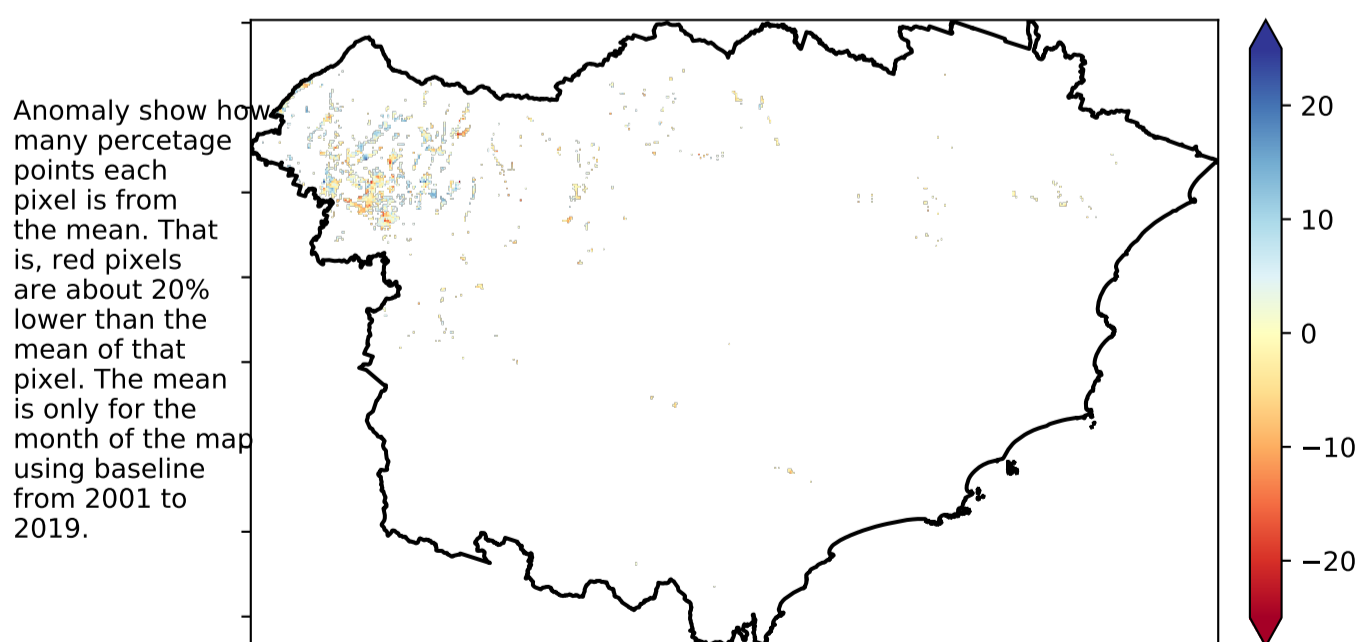 Anomaly show how
many percetage
points each
pixel is from
the mean. That
is, red pixels
are about 20%
lower than the
mean of that
pixel. The mean
is only for the
month of the map
using baseline
from 2001 to
2019.
20
10
0
−10
−20